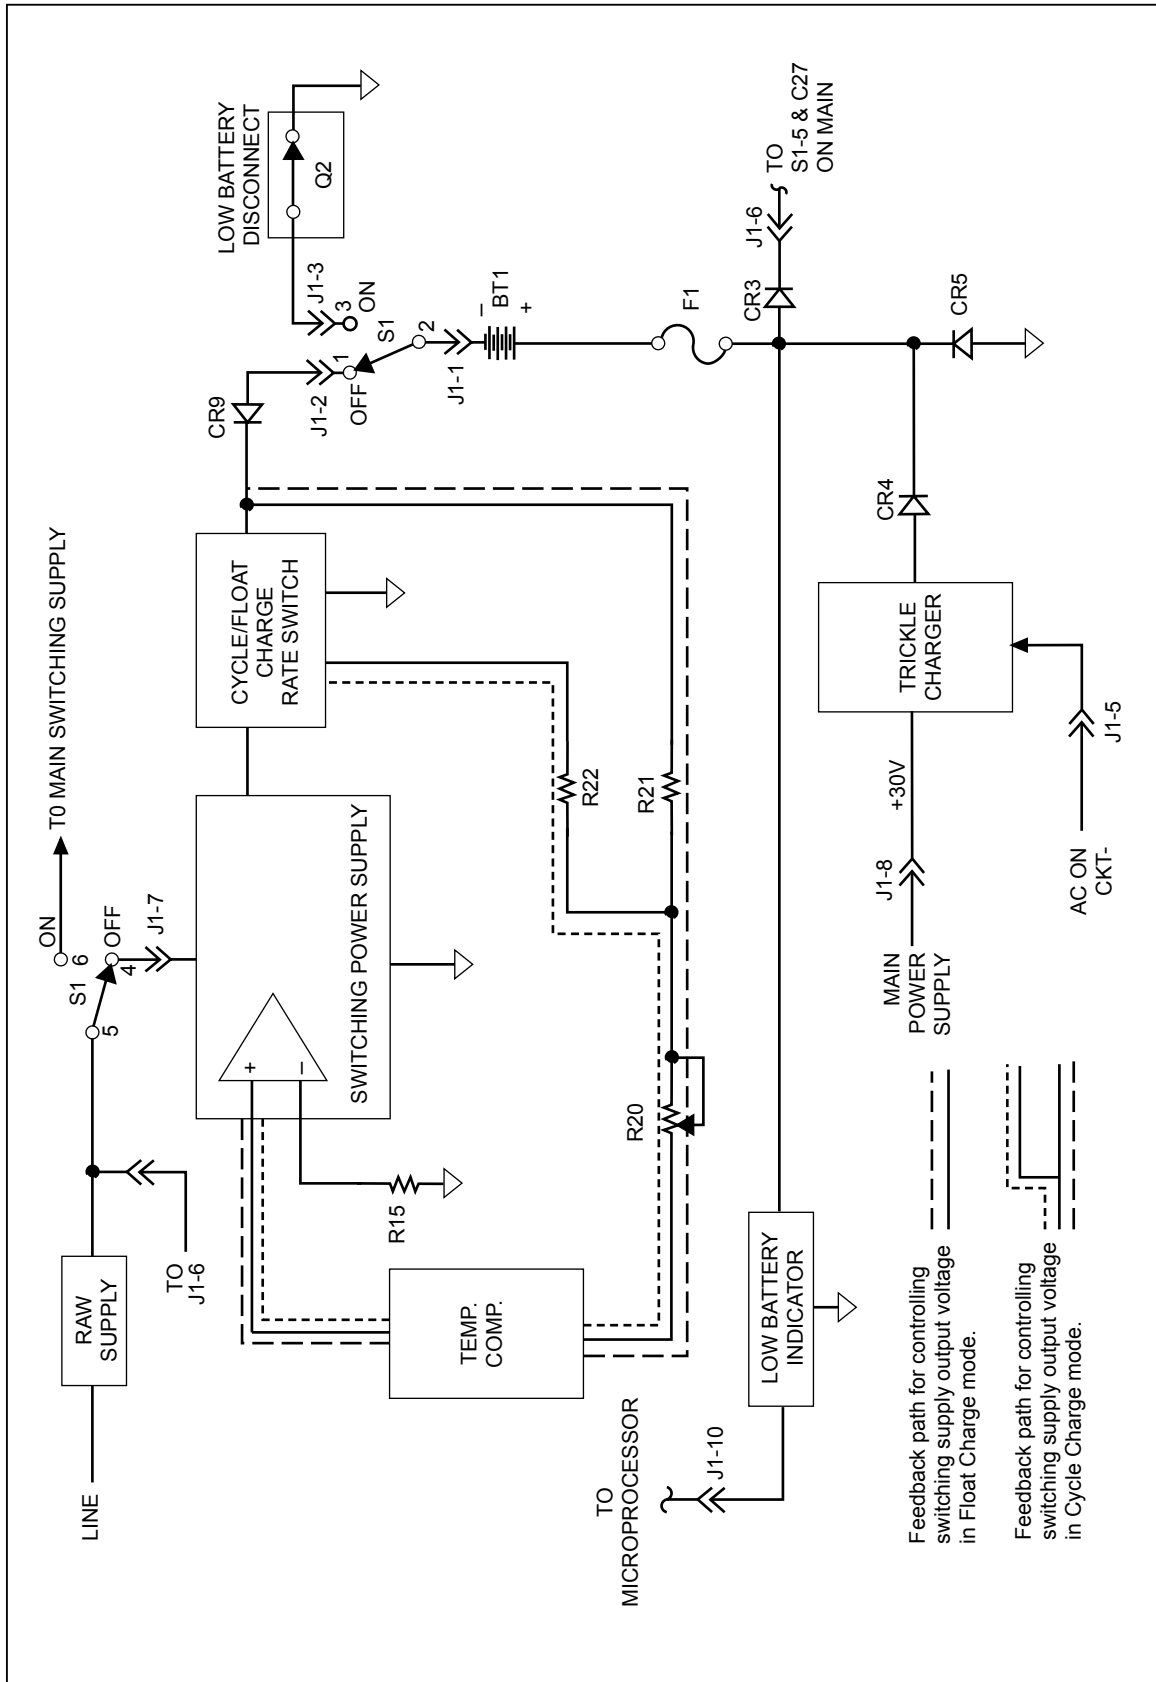 LINE
RAW
SUPPLY
TO
J1-6
S1
5
ON
6
4
OFF
J1-7
T0 MAIN SWITCHING SUPPLY
+
–
SWITCHING POWER SUPPLY
R15
TEMP.
COMP.
CYCLE/FLOAT
CHARGE
RATE SWITCH
R20
R22
R21
CR9
J1-2
1
OFF
S1
2
3
ON
J1-3
LOW BATTERY
DISCONNECT
Q2
J1-1
–
BT1
+
F1
CR3
J1-6
TO
S1-5 & C27
ON MAIN
CR5
CR4
TRICKLE
CHARGER
J1-5
AC ON
CKT-
+30V
J1-8
MAIN
POWER
SUPPLY
LOW BATTERY
INDICATOR
J1-10
TO
MICROPROCESSOR
Feedback path for controlling
switching supply output voltage
in Float Charge mode.
Feedback path for controlling
switching supply output voltage
in Cycle Charge mode.